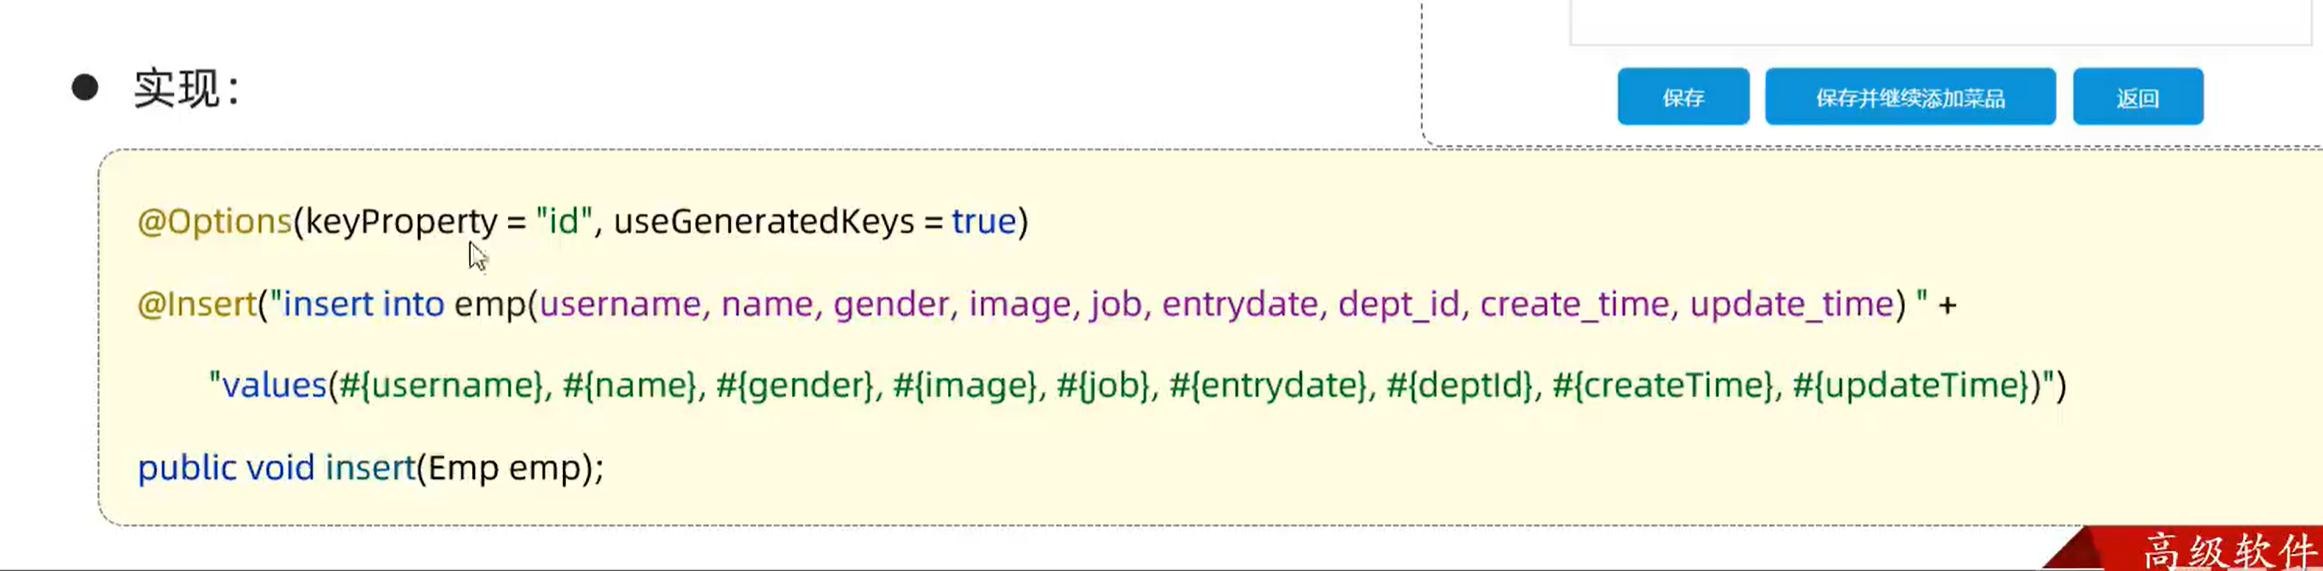 实现：
保存 保存并继续添加菜品 返回
@Options(keyProperty = "id", useGeneratedKeys = true)
@Insert("insert into emp(username, name, gender, image, job, entrydate, dept_id, create_time, update_time) " +
"values(#{username}, #{name}, #{gender}, #{image}, #{job}, #{entrydate}, #{deptId}, #{createTime}, #{updateTime})")
public void insert(Emp emp);
高级软件